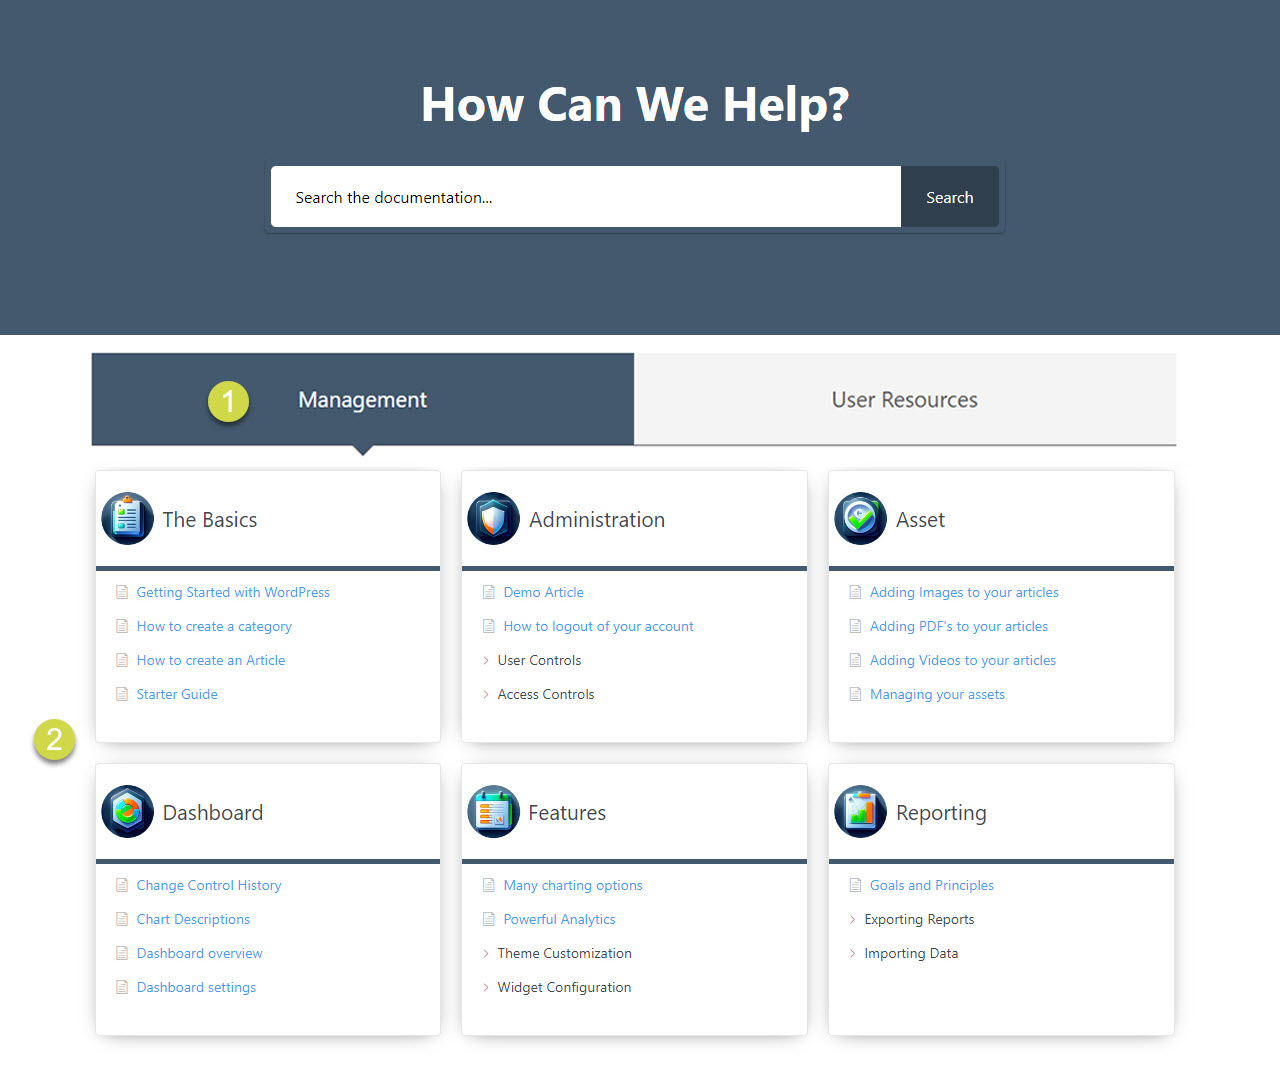 How Can We Help?
Search the documentation...
Search
1
Management
User Resources
The Basics
Getting Started with WordPress
How to create a category
How to create an Article
Starter Guide
Administration
Demo Article
How to logout of your account
User Controls
Access Controls
Asset
Adding Images to your articles
Adding PDF's to your articles
Adding Videos to your articles
Managing your assets
2
Dashboard
Change Control History
Chart Descriptions
Dashboard overview
Dashboard settings
Features
Many charting options
Powerful Analytics
Theme Customization
Widget Configuration
Reporting
Goals and Principles
Exporting Reports
Importing Data